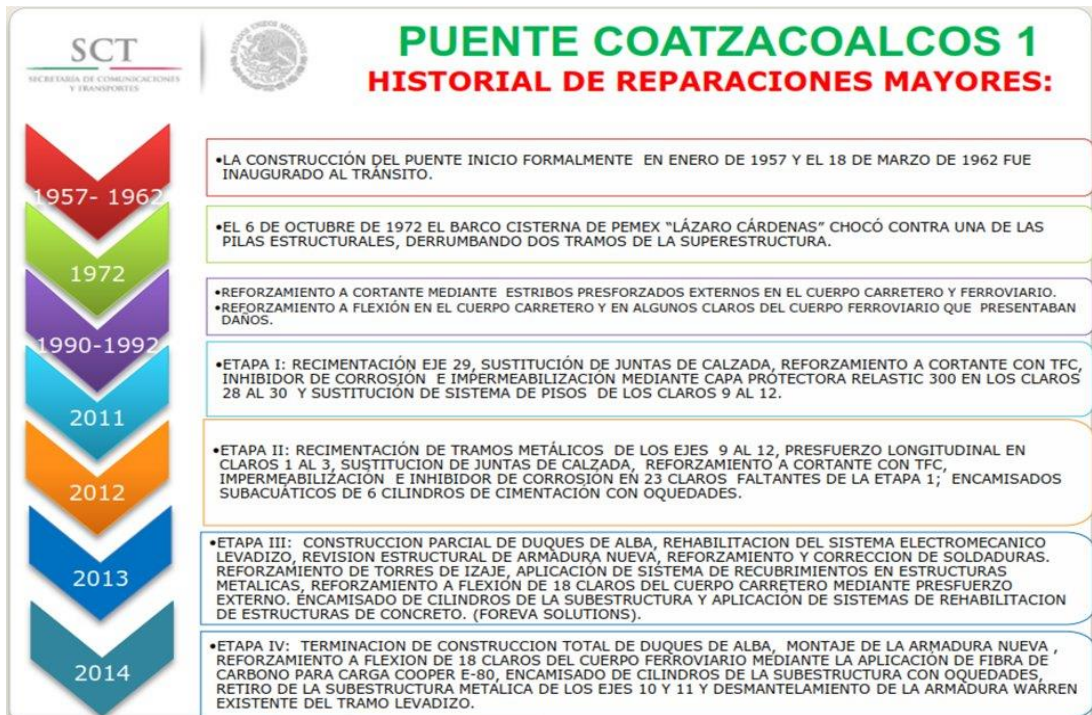 SCT
SECRETARÍA DE COMUNICACIONES
Y TRANSPORTES
ESTADOS UNIDOS MEXICANOS
PUENTE COATZACOALCOS 1
HISTORIAL DE REPARACIONES MAYORES:
1957- 1962
•LA CONSTRUCCIÓN DEL PUENTE INICIO FORMALMENTE EN ENERO DE 1957 Y EL 18 DE MARZO DE 1962 FUE
INAUGURADO AL TRÁNSITO.
1972
•EL 6 DE OCTUBRE DE 1972 EL BARCO CISTERNA DE PEMEX "LÁZARO CÁRDENAS" CHOCÓ CONTRA UNA DE LAS
PILAS ESTRUCTURALES, DERRUMBANDO DOS TRAMOS DE LA SUPERESTRUCTURA.
1990-1992
•REFORZAMIENTO A CORTANTE MEDIANTE ESTRIBOS PRESFORZADOS EXTERNOS EN EL CUERPO CARRETERO Y FERROVIARIO.
•REFORZAMIENTO A FLEXIÓN EN EL CUERPO CARRETERO Y EN ALGUNOS CLAROS DEL CUERPO FERROVIARIO QUE PRESENTABAN
DAÑOS.
2011
•ETAPA I: RECIMENTACIÓN EJE 29, SUSTITUCIÓN DE JUNTAS DE CALZADA, REFORZAMIENTO A CORTANTE CON TFC,
INHIBIDOR DE CORROSIÓN E IMPERMEABILIZACIÓN MEDIANTE CAPA PROTECTORA RELASTIC 300 EN LOS CLAROS
28 AL 30 Y SUSTITUCIÓN DE SISTEMA DE PISOS DE LOS CLAROS 9 AL 12.
2012
•ETAPA II: RECIMENTACIÓN DE TRAMOS METÁLICOS DE LOS EJES 9 AL 12, PRESFUERZO LONGITUDINAL EN
CLAROS 1 AL 3, SUSTITUCION DE JUNTAS DE CALZADA, REFORZAMIENTO A CORTANTE CON TFC,
IMPERMEABILIZACIÓN E INHIBIDOR DE CORROSIÓN EN 23 CLAROS FALTANTES DE LA ETAPA 1; ENCAMISADOS
SUBACUÁTICOS DE 6 CILINDROS DE CIMENTACIÓN CON OQUEDADES.
2013
•ETAPA III: CONSTRUCCION PARCIAL DE DUQUES DE ALBA, REHABILITACION DEL SISTEMA ELECTROMECANICO
LEVADIZO, REVISION ESTRUCTURAL DE ARMADURA NUEVA, REFORZAMIENTO Y CORRECCION DE SOLDADURAS.
REFORZAMIENTO DE TORRES DE IZAJE, APLICACIÓN DE SISTEMA DE RECUBRIMIENTOS EN ESTRUCTURAS
METALICAS, REFORZAMIENTO A FLEXIÓN DE 18 CLAROS DEL CUERPO CARRETERO MEDIANTE PRESFUERZO
EXTERNO. ENCAMISADO DE CILINDROS DE LA SUBESTRUCTURA Y APLICACIÓN DE SISTEMAS DE REHABILITACION
DE ESTRUCTURAS DE CONCRETO. (FOREVA SOLUTIONS).
2014
•ETAPA IV: TERMINACION DE CONSTRUCCION TOTAL DE DUQUES DE ALBA, MONTAJE DE LA ARMADURA NUEVA ,
REFORZAMIENTO A FLEXION DE 18 CLAROS DEL CUERPO FERROVIARIO MEDIANTE LA APLICACIÓN DE FIBRA DE
CARBONO PARA CARGA COOPER E-80, ENCAMISADO DE CILINDROS DE LA SUBESTRUCTURA CON OQUEDADES,
RETIRO DE LA SUBESTRUCTURA METÁLICA DE LOS EJES 10 Y 11 Y DESMANTELAMIENTO DE LA ARMADURA WARREN
EXISTENTE DEL TRAMO LEVADIZO.